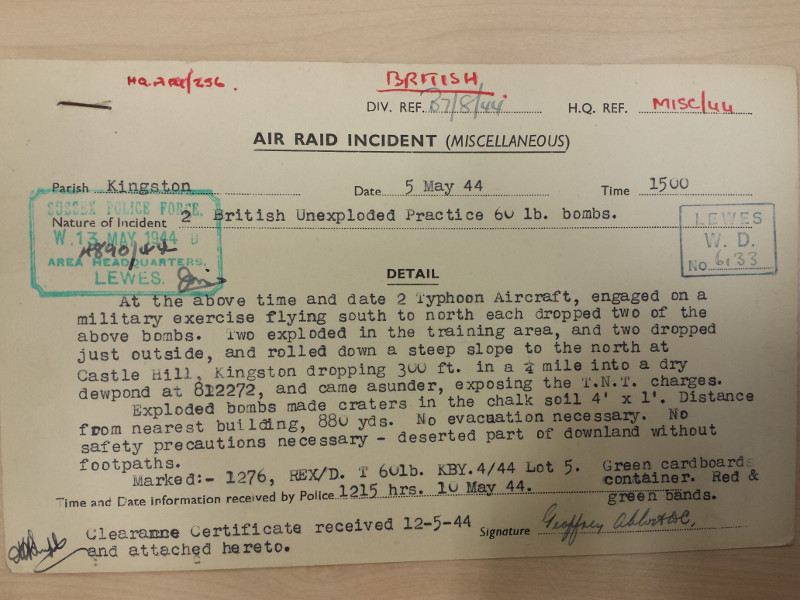 BRITISH
DIV. REF. B7/8/44 H.Q. REF. MISC/44
AIR RAID INCIDENT (MISCELLANEOUS)
Parish Kingston Date 5 May 44 Time 1500
SUSSEX POLICE FORCE.
Nature of Incident 2 British Unexploded Practice 60 lb. bombs.
W. 13 MAY 1944 D
AREA HEADQUARTERS,
LEWES.
LEWES
W. D.
No 6133
DETAIL
At the above time and date 2 Typhoon Aircraft, engaged on a
military exercise flying south to north each dropped two of the
above bombs. Two exploded in the training area, and two dropped
just outside, and rolled down a steep slope to the north at
Castle Hill, Kingston dropping 300 ft. in a ¼ mile into a dry
dewpond at 812272, and came asunder, exposing the T.N.T. charges.
Exploded bombs made craters in the chalk soil 4' x 1'. Distance
from nearest building, 880 yds. No evacuation necessary. No
safety precautions necessary - deserted part of downland without
footpaths.
Marked:- 1276, REX/D. T 60lb. KBY.4/44 Lot 5. Green cardboards
container. Red &
Time and Date information received by Police 1215 hrs. 10 May 44. green bands.
Clearance Certificate received 12-5-44 Signature Geoffrey
and attached hereto.